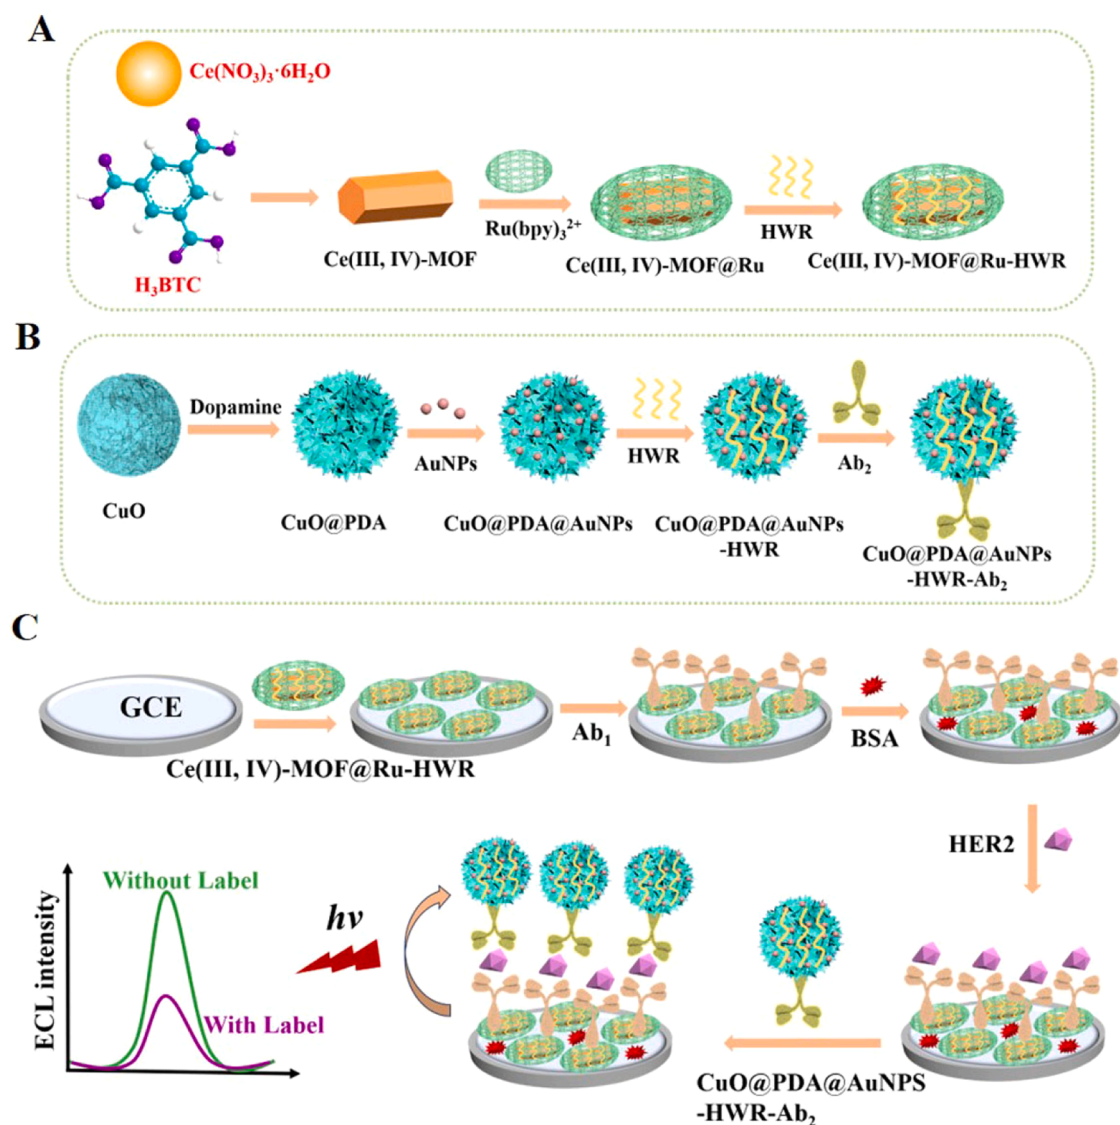 A
Ce(NO₃)₃·6H₂O
H₃BTC
Ce(III, IV)-MOF
Ru(bpy)₃²⁺
Ce(III, IV)-MOF@Ru
HWR
Ce(III, IV)-MOF@Ru-HWR
B
CuO
Dopamine
CuO@PDA
AuNPs
CuO@PDA@AuNPs
HWR
CuO@PDA@AuNPs
-HWR
Ab₂
CuO@PDA@AuNPs
-HWR-Ab₂
C
GCE
Ce(III, IV)-MOF@Ru-HWR
Ab₁
BSA
HER2
CuO@PDA@AuNPS
-HWR-Ab₂
hv
ECL intensity
Without Label
With Label